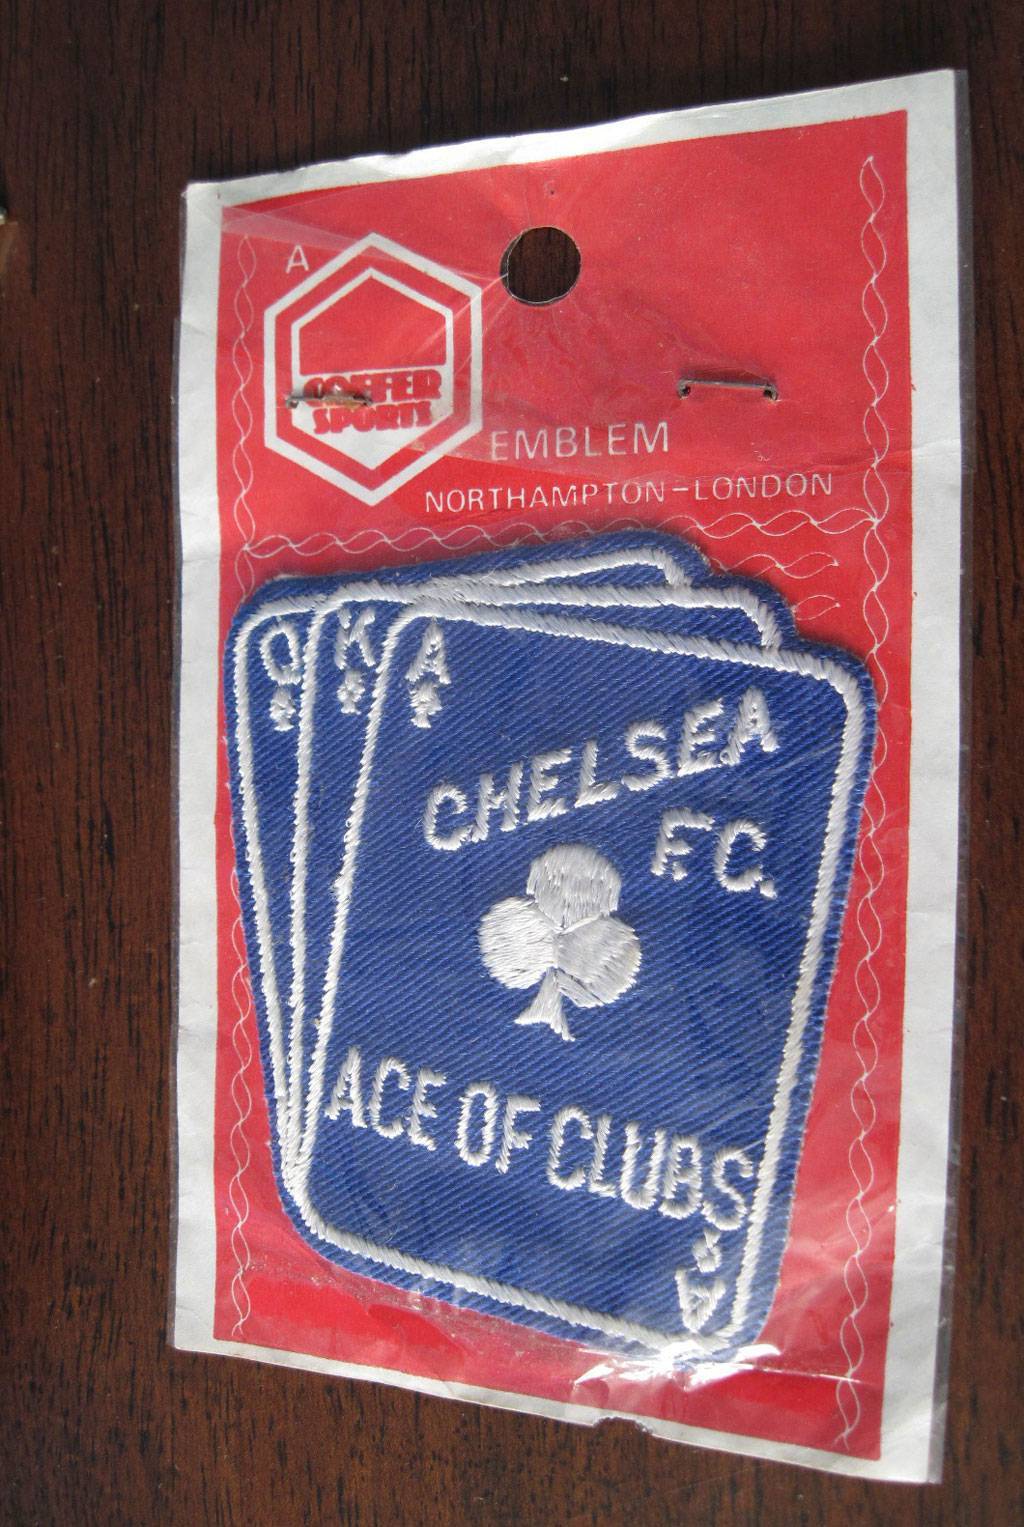 A
COFFER
SPORTS
EMBLEM
NORTHAMPTON-LONDON
Q
K
A
CHELSEA
F.C.
ACE OF CLUBS
A